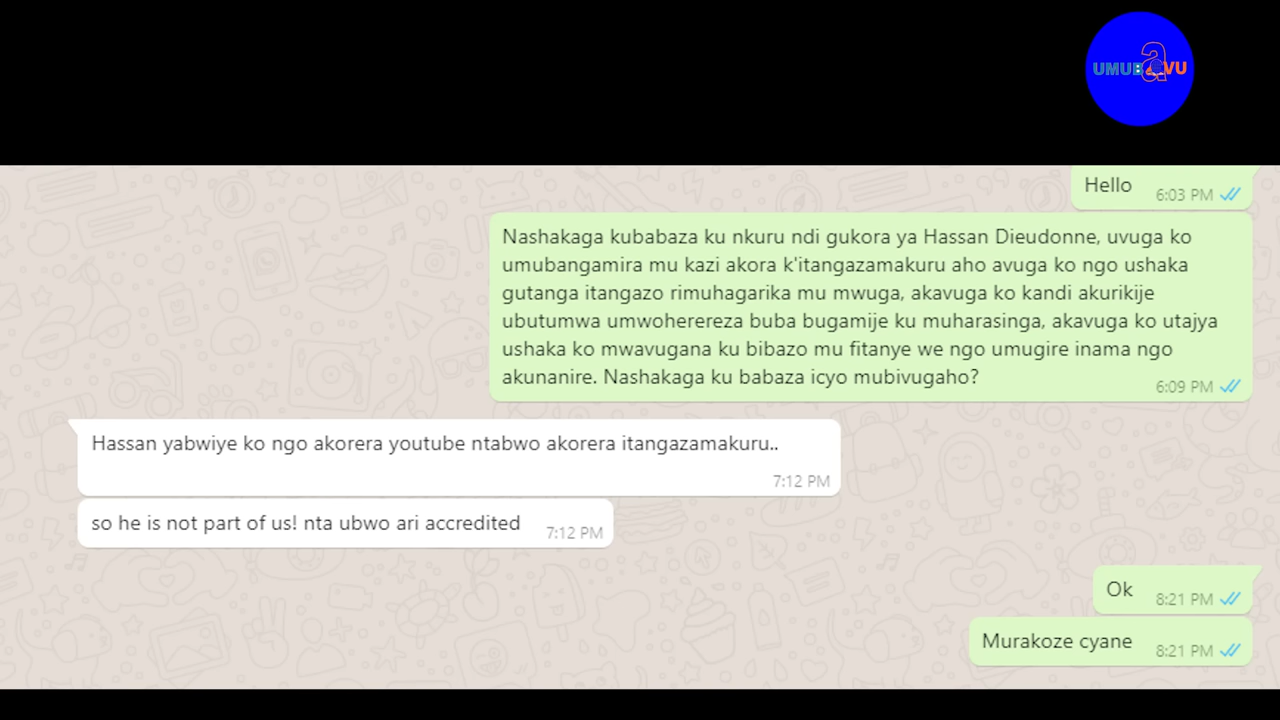 UMUBAVU
Hello 6:03 PM
Nashakaga kubabaza ku nkuru ndi gukora ya Hassan Dieudonne, uvuga ko
umubangamira mu kazi akora k'itangazamakuru aho avuga ko ngo ushaka
gutanga itangazo rimuhagarika mu mwuga, akavuga ko kandi akurikije
ubutumwa umwoherereza buba bugamije ku muharasinga, akavuga ko utajya
ushaka ko mwavugana ku bibazo mu fitanye we ngo umugire inama ngo
akunanire. Nashakaga ku babaza icyo mubivugaho?
6:09 PM
Hassan yabwiye ko ngo akorera youtube ntabwo akorera itangazamakuru..
7:12 PM
so he is not part of us! nta ubwo ari accredited 7:12 PM
Ok 8:21 PM
Murakoze cyane 8:21 PM